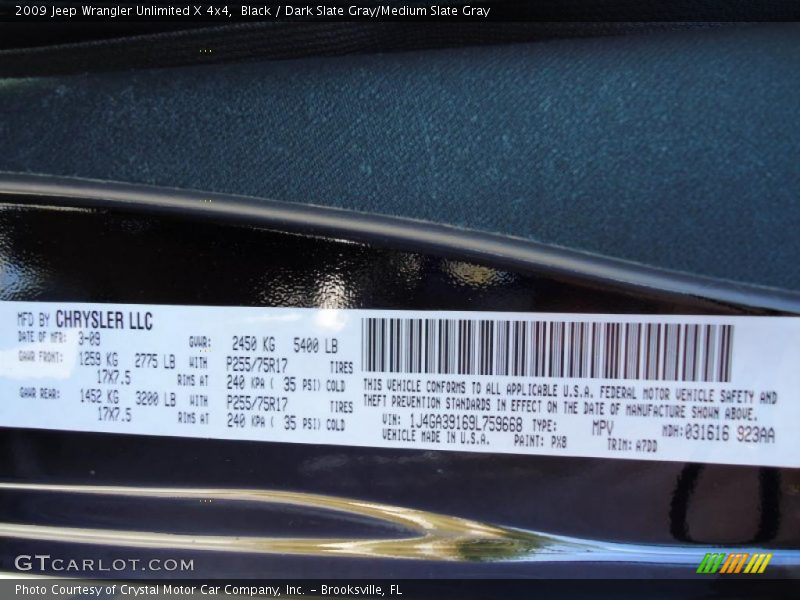 2009 Jeep Wrangler Unlimited X 4x4,  Black / Dark Slate Gray/Medium Slate Gray
MFD BY CHRYSLER LLC
DATE OF MFR: 3-09 GVWR: 2450 KG 5400 LB
GAWR FRONT: 1259 KG 2775 LB WITH P255/75R17 TIRES
17X7.5 RIMS AT 240 KPA ( 35 PSI) COLD
GAWR REAR: 1452 KG 3200 LB WITH P255/75R17 TIRES
17X7.5 RIMS AT 240 KPA ( 35 PSI) COLD
THIS VEHICLE CONFORMS TO ALL APPLICABLE U.S.A. FEDERAL MOTOR VEHICLE SAFETY AND
THEFT PREVENTION STANDARDS IN EFFECT ON THE DATE OF MANUFACTURE SHOWN ABOVE.
VIN: 1J4GA39169L759668 TYPE: MPV MDH: 031616 923AA
VEHICLE MADE IN U.S.A. PAINT: PX8 TRIM: A7DD
GTCARLOT.COM
Photo Courtesy of Crystal Motor Car Company, Inc. – Brooksville, FL